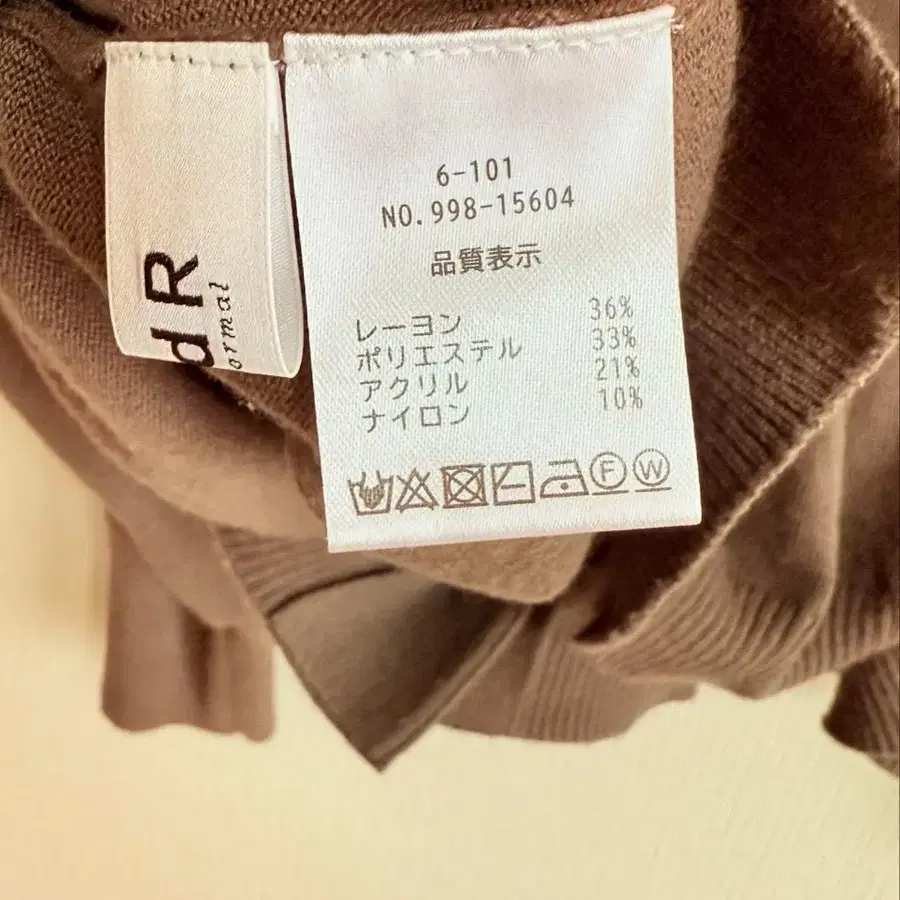 6-101
NO.998-15604
品質表示
レーヨン 36%
ポリエステル 33%
アクリル 21%
ナイロン 10%
F W
dR
ormal